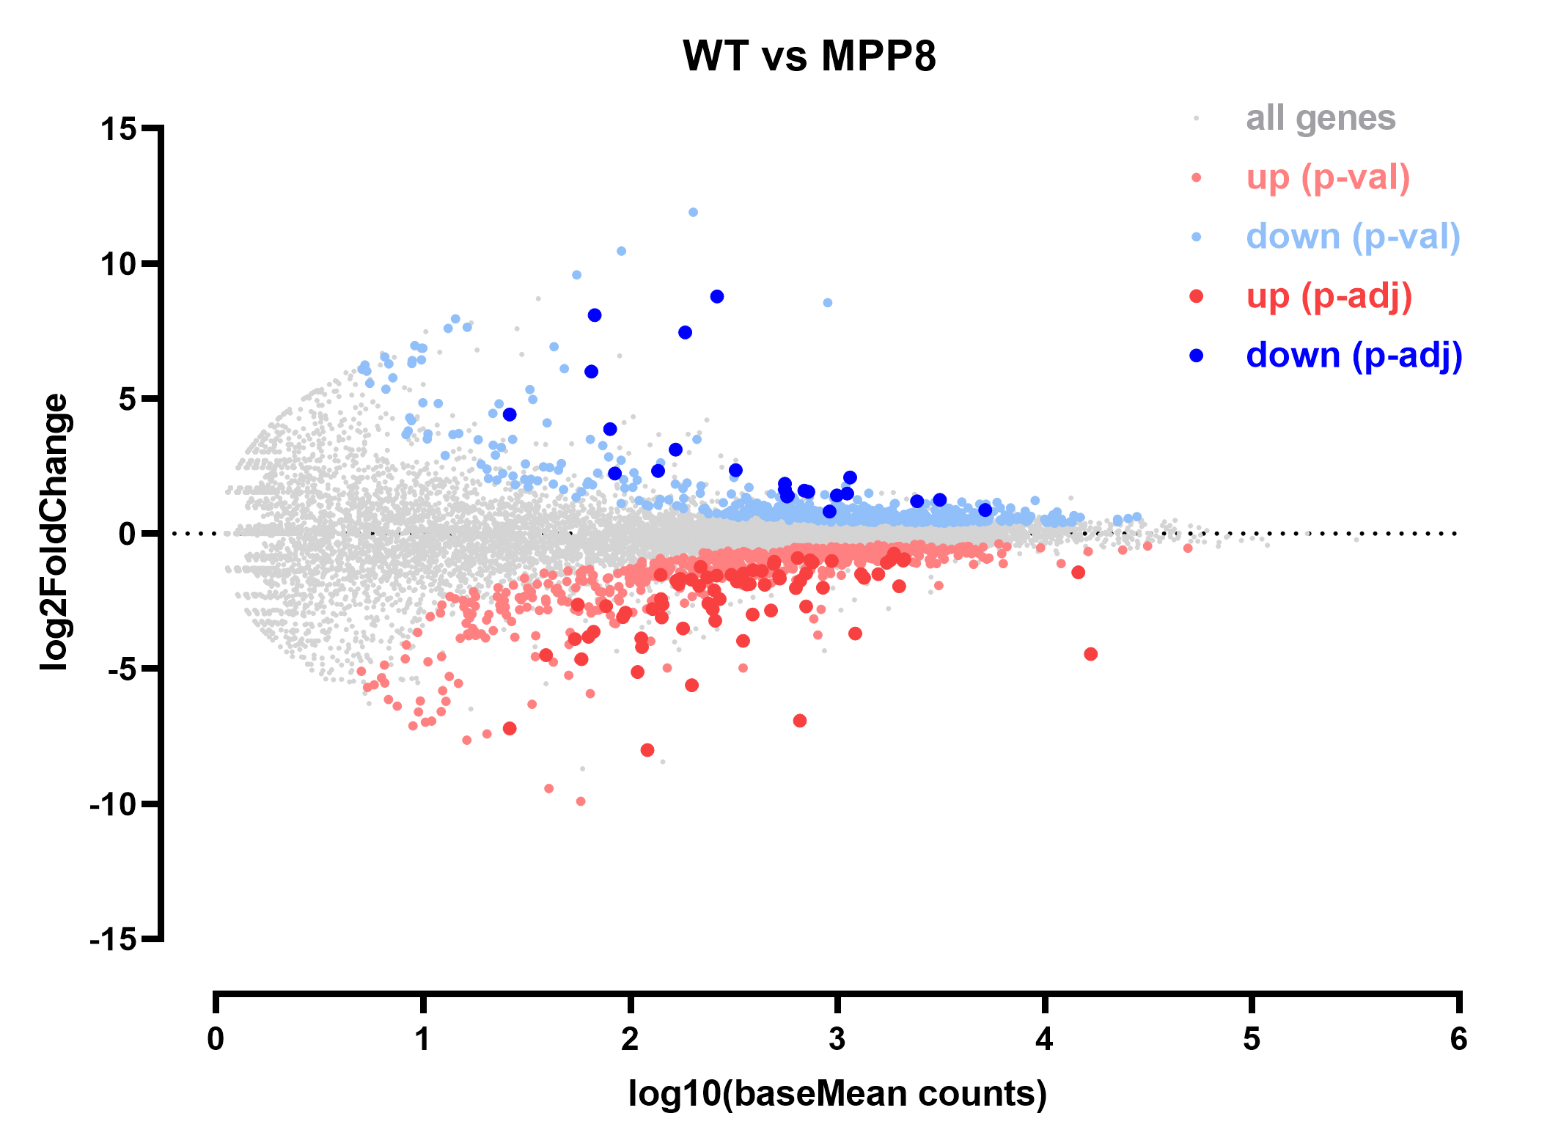 WT vs MPP8
all genes
up (p-val)
down (p-val)
up (p-adj)
down (p-adj)
15
10
5
0
-5
-10
-15
log2FoldChange
0 1 2 3 4 5 6
log10(baseMean counts)